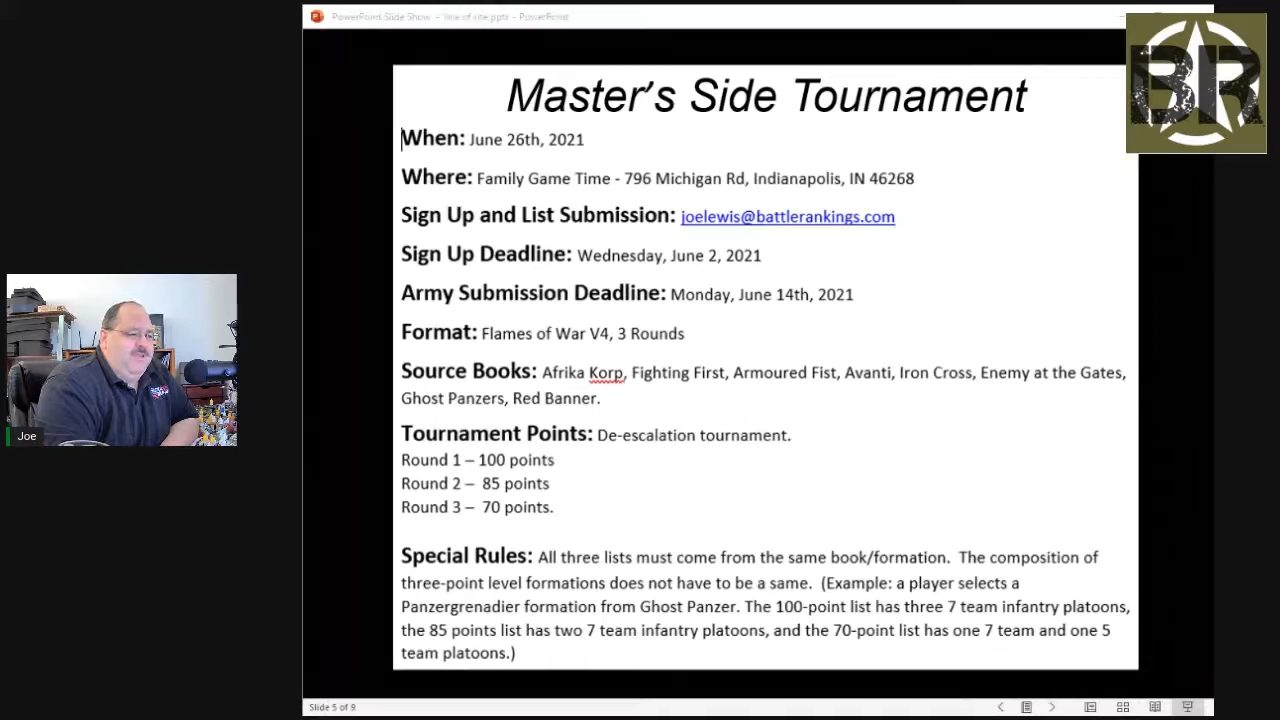 PowerPoint Slide Show - PowerPoint
BR
Master's Side Tournament
When: June 26th, 2021
Where: Family Game Time - 796 Michigan Rd, Indianapolis, IN 46268
Sign Up and List Submission: joelewis@battlerankings.com
Sign Up Deadline: Wednesday, June 2, 2021
Army Submission Deadline: Monday, June 14th, 2021
Format: Flames of War V4, 3 Rounds
Source Books: Afrika Korp, Fighting First, Armoured Fist, Avanti, Iron Cross, Enemy at the Gates,
Ghost Panzers, Red Banner.
Tournament Points: De-escalation tournament.
Round 1 – 100 points
Round 2 – 85 points
Round 3 – 70 points.
Special Rules: All three lists must come from the same book/formation. The composition of
three-point level formations does not have to be a same. (Example: a player selects a
Panzergrenadier formation from Ghost Panzer. The 100-point list has three 7 team infantry platoons,
the 85 points list has two 7 team infantry platoons, and the 70-point list has one 7 team and one 5
team platoons.)
Joe
Slide 5 of 9